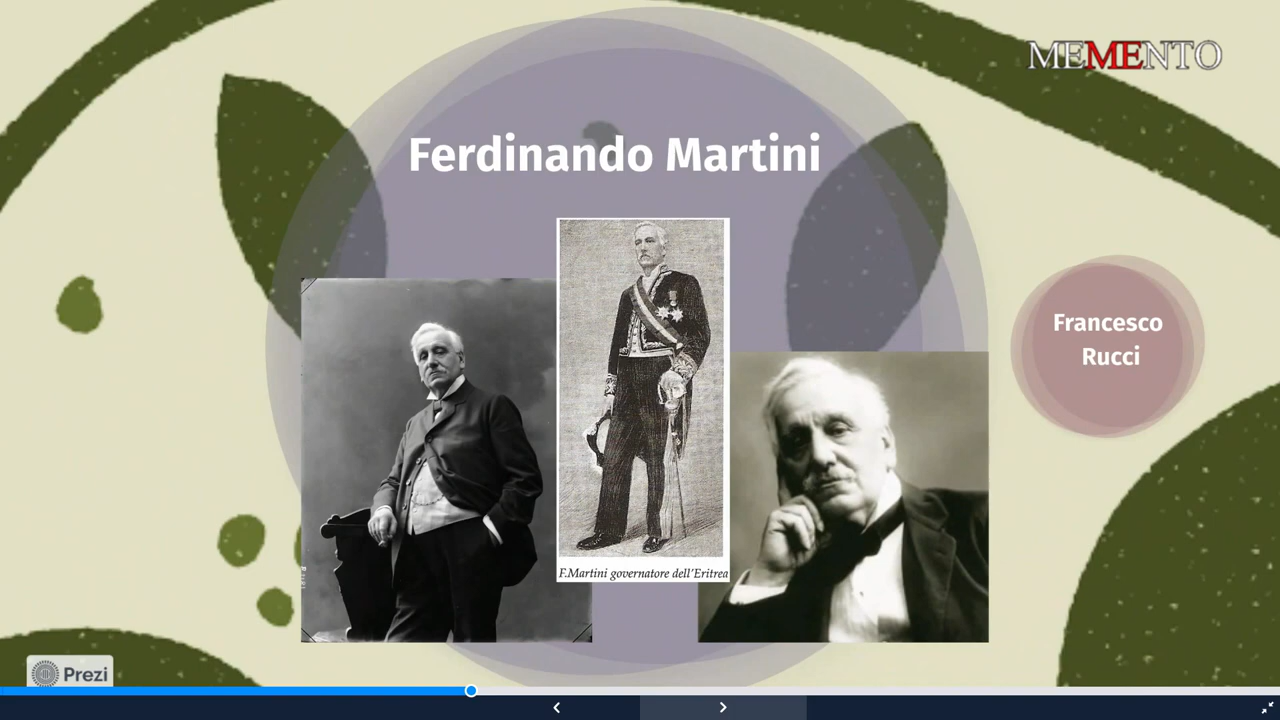 MEMENTO
Ferdinando Martini
Francesco
Rucci
F.Martini governatore dell'Eritrea
Prezi